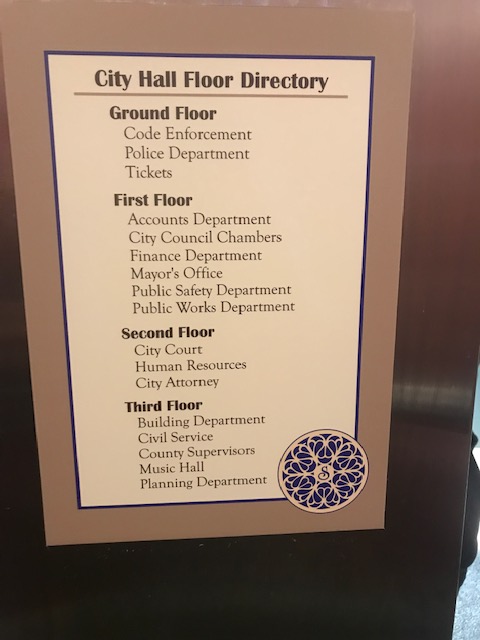 City Hall Floor Directory
Ground Floor
Code Enforcement
Police Department
Tickets
First Floor
Accounts Department
City Council Chambers
Finance Department
Mayor's Office
Public Safety Department
Public Works Department
Second Floor
City Court
Human Resources
City Attorney
Third Floor
Building Department
Civil Service
County Supervisors
Music Hall
Planning Department
S